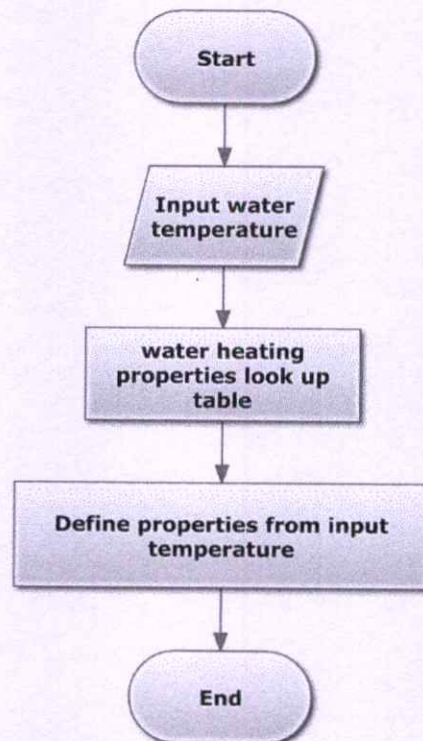 Start
Input water
temperature
water heating
properties look up
table
Define properties from input
temperature
End